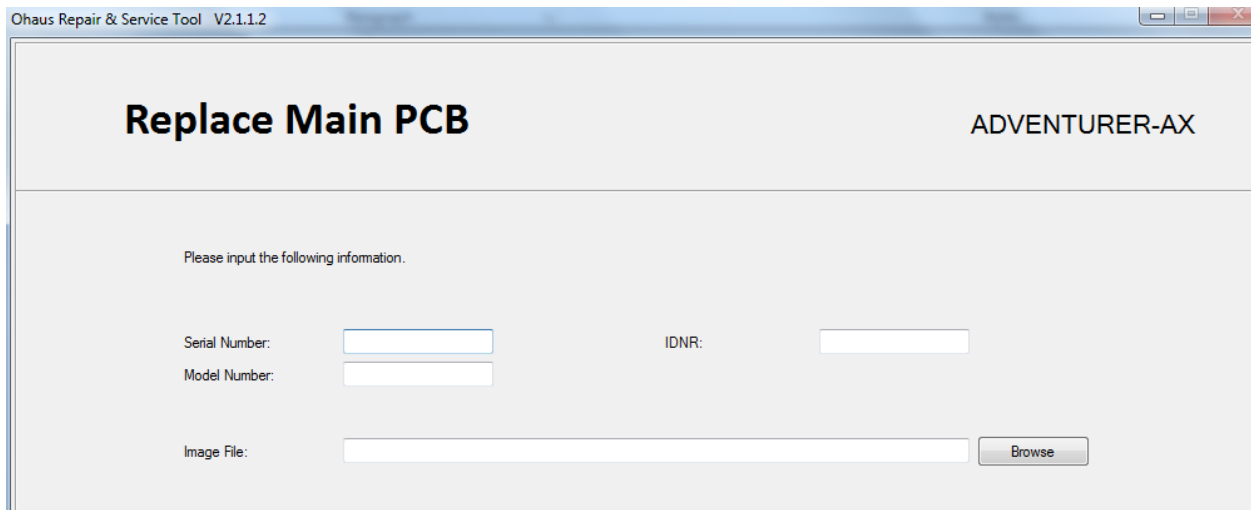 Ohaus Repair & Service Tool V2.1.1.2
Replace Main PCB
ADVENTURER-AX
Please input the following information.
Serial Number:
IDNR:
Model Number:
Image File:
Browse